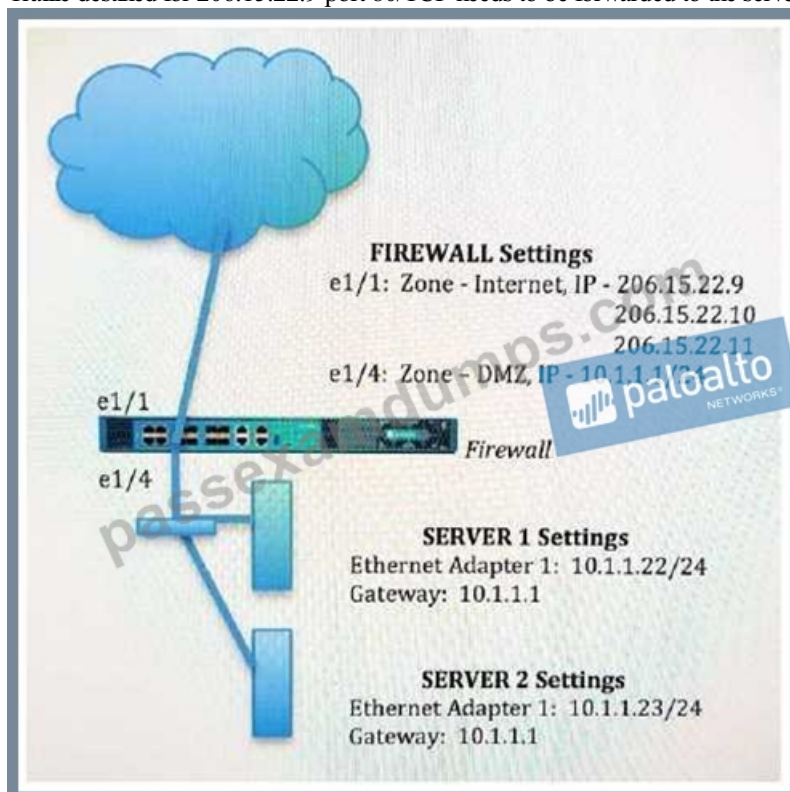 FIREWALL Settings
e1/1: Zone - Internet, IP - 206.15.22.9
206.15.22.10
206.15.22.11
e1/4: Zone – DMZ, IP - 10.1.1.1/24
paloalto
NETWORKS
e1/1
Firewall
e1/4
passexamdumps.com
SERVER 1 Settings
Ethernet Adapter 1: 10.1.1.22/24
Gateway: 10.1.1.1
SERVER 2 Settings
Ethernet Adapter 1: 10.1.1.23/24
Gateway: 10.1.1.1